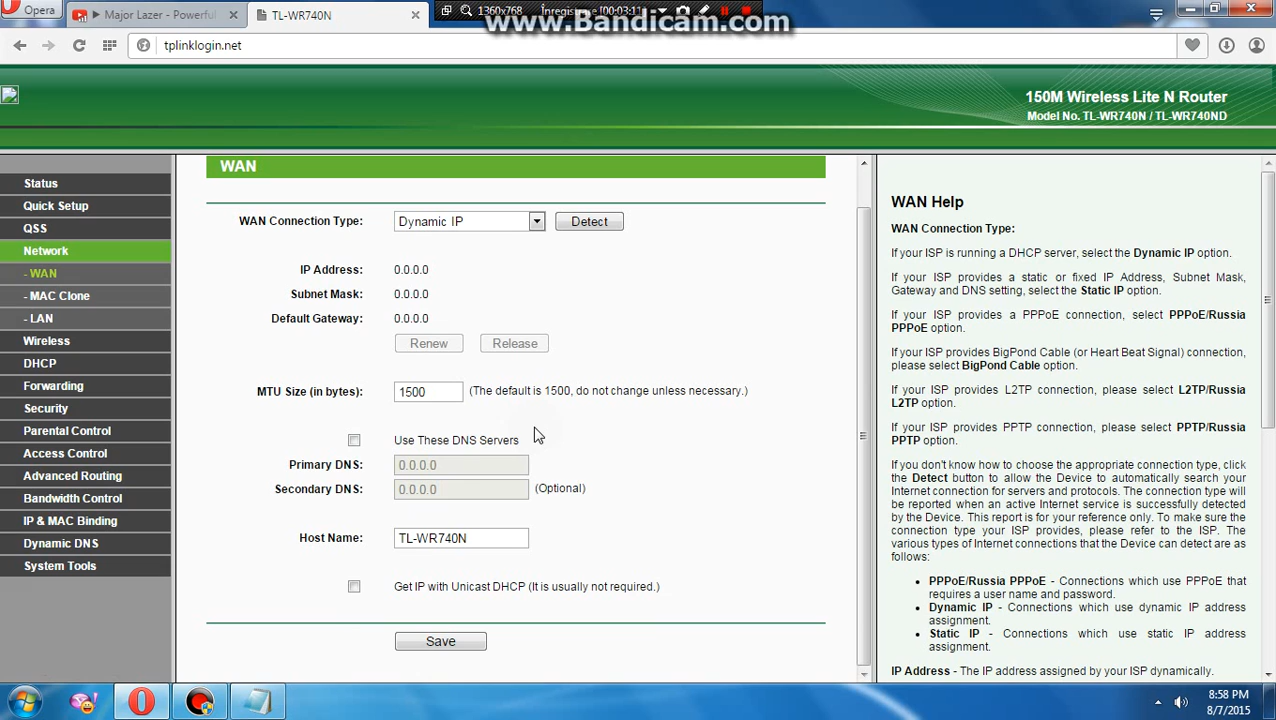 Opera
Major Lazer - Powerful
TL-WR740N
1360x768
Înregistrare [00:03:11]
www.Bandicam.com
tplinklogin.net
150M Wireless Lite N Router
Model No. TL-WR740N / TL-WR740ND
Status
Quick Setup
QSS
Network
- WAN
- MAC Clone
- LAN
Wireless
DHCP
Forwarding
Security
Parental Control
Access Control
Advanced Routing
Bandwidth Control
IP & MAC Binding
Dynamic DNS
System Tools
WAN
WAN Connection Type: Dynamic IP Detect
IP Address: 0.0.0.0
Subnet Mask: 0.0.0.0
Default Gateway: 0.0.0.0
Renew Release
MTU Size (in bytes): 1500 (The default is 1500, do not change unless necessary.)
Use These DNS Servers
Primary DNS: 0.0.0.0
Secondary DNS: 0.0.0.0 (Optional)
Host Name: TL-WR740N
Get IP with Unicast DHCP (It is usually not required.)
Save
WAN Help
WAN Connection Type:
If your ISP is running a DHCP server, select the Dynamic IP option.
If your ISP provides a static or fixed IP Address, Subnet Mask,
Gateway and DNS setting, select the Static IP option.
If your ISP provides a PPPoE connection, select PPPoE/Russia
PPPoE option.
If your ISP provides BigPond Cable (or Heart Beat Signal) connection,
please select BigPond Cable option.
If your ISP provides L2TP connection, please select L2TP/Russia
L2TP option.
If your ISP provides PPTP connection, please select PPTP/Russia
PPTP option.
If you don't know how to choose the appropriate connection type, click
the Detect button to allow the Device to automatically search your
Internet connection for servers and protocols. The connection type will
be reported when an active Internet service is successfully detected
by the Device. This report is for your reference only. To make sure the
connection type your ISP provides, please refer to the ISP. The
various types of Internet connections that the Device can detect are as
follows:
PPPoE/Russia PPPoE - Connections which use PPPoE that
requires a user name and password.
Dynamic IP - Connections which use dynamic IP address
assignment.
Static IP - Connections which use static IP address
assignment.
IP Address - The IP address assigned by your ISP dynamically.
8:58 PM
8/7/2015